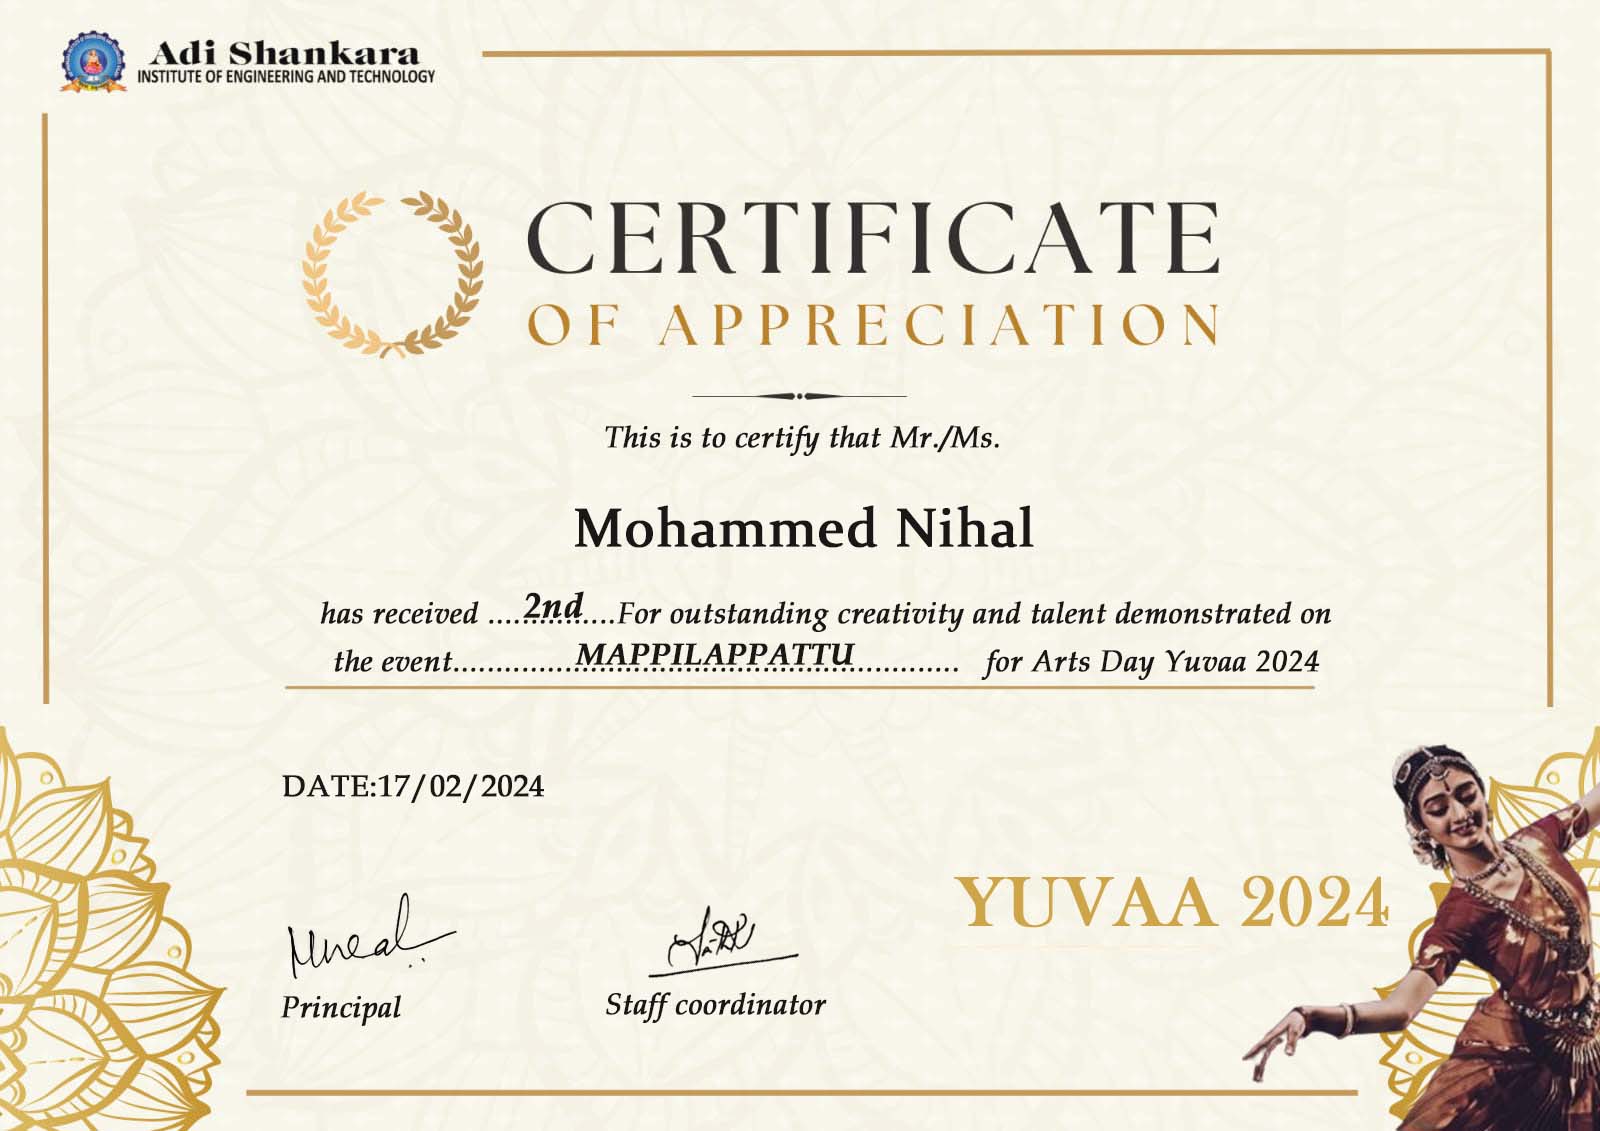 Adi Shankara
INSTITUTE OF ENGINEERING AND TECHNOLOGY
CERTIFICATE
OF APPRECIATION
This is to certify that Mr./Ms.
Mohammed Nihal
has received ....2nd....For outstanding creativity and talent demonstrated on
the event..............MAPPILAPPATTU............ for Arts Day Yuvaa 2024
DATE:17/02/2024
YUVAA 2024
Principal
Staff coordinator